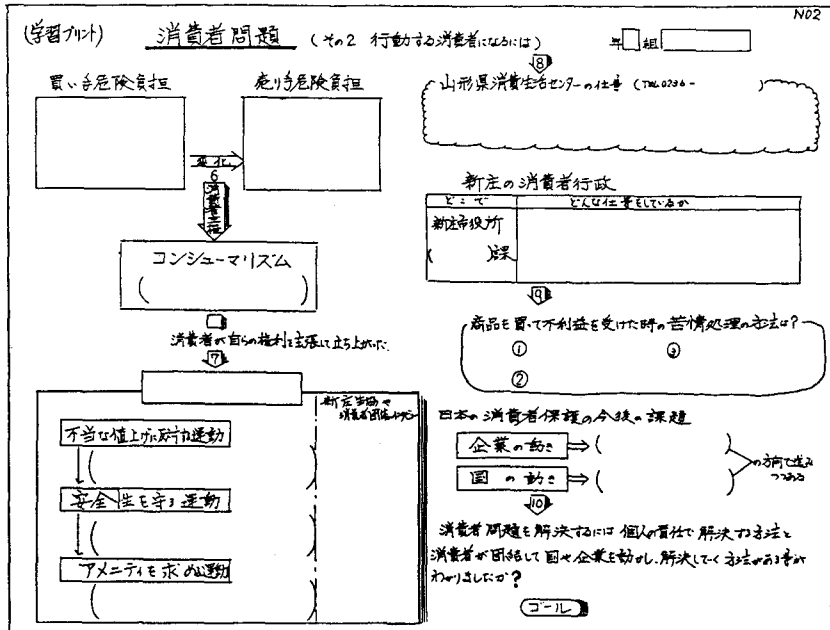 NO2
(学習プリント) 消費者問題 (その2 行動する消費者になるには)
年 組
買い手危険負担 売り手危険負担
変化
6
消費者主権
コンシューマリズム
( )
消費者が自らの権利を主張して立ち上がった.
7
新庄生協や
消費者団体
不当な値上げに反対する運動
( )
安全性を守る運動
( )
アメニティを求める運動
( )
8
山形県消費生活センターの仕事 (TEL 0236- )
新庄の消費者行政
どこで どんな仕事をしているか
新庄市役所
( )課
9
商品を買って不利益を受けた時の苦情処理の方法は?
① ③
②
日本の消費者保護の今後の課題
企業の動き ⇒ ( )
国の動き ⇒ ( )
の方向で進み
つつある
10
消費者問題を解決するには個人の責任で解決する方法と
消費者が団結して国や企業を動かし、解決していく方法がある事が
わかりましたか?
ゴール